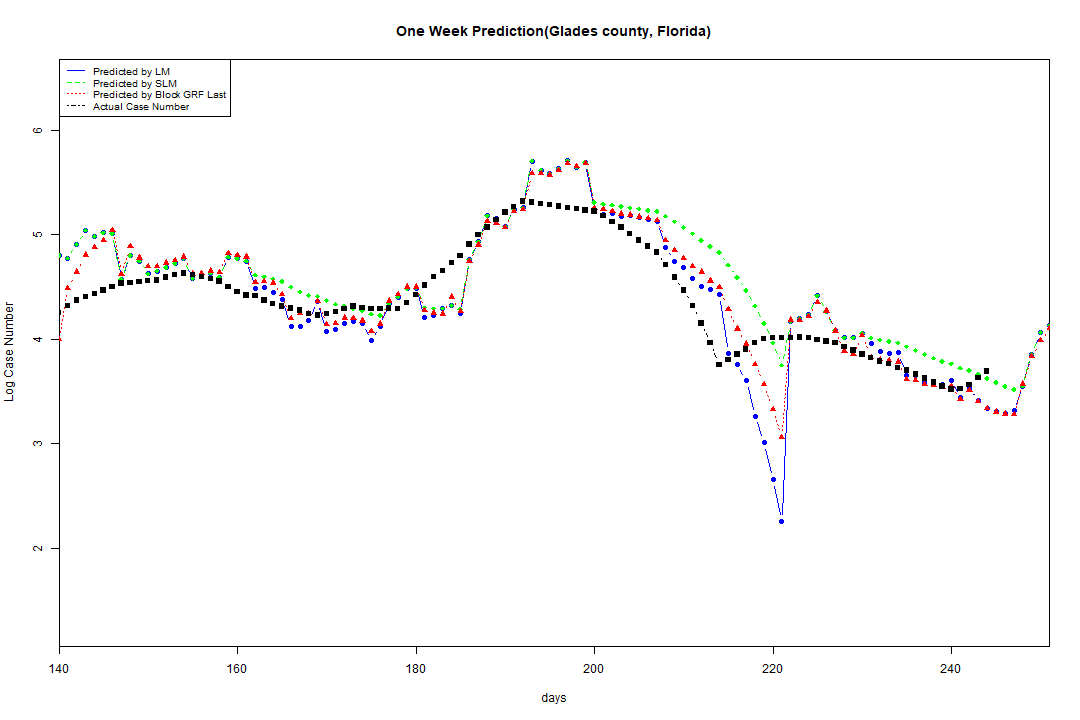 One Week Prediction(Glades county, Florida)
Predicted by LM
Predicted by SLM
Predicted by Block GRF Last
Actual Case Number
6
5
4
3
2
Log Case Number
140 160 180 200 220 240
days